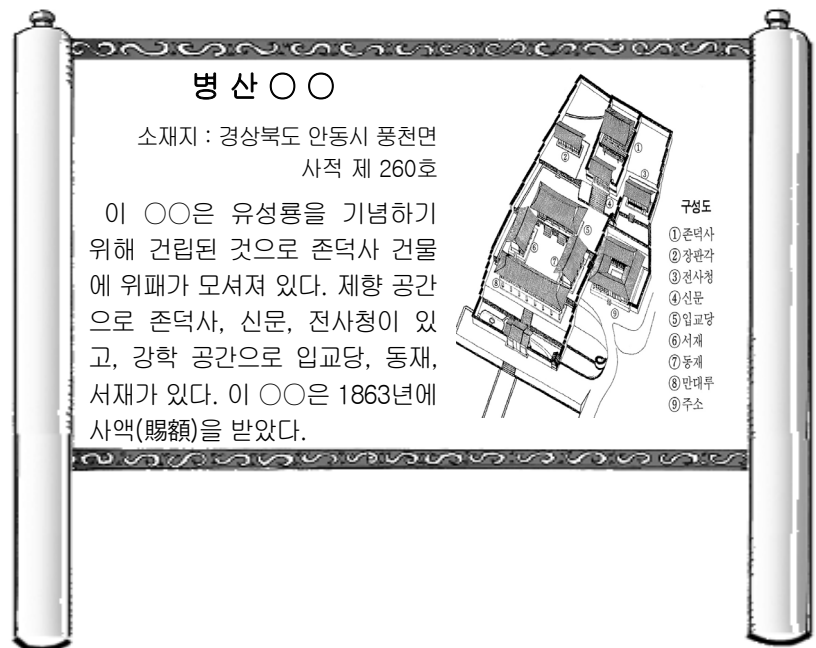 병 산 ○ ○
소재지 : 경상북도 안동시 풍천면
사적 제 260호
이 ○○은 유성룡을 기념하기
위해 건립된 것으로 존덕사 건물
에 위패가 모셔져 있다. 제향 공간
으로 존덕사, 신문, 전사청이 있
고, 강학 공간으로 입교당, 동재,
서재가 있다. 이 ○○은 1863년에
사액(賜額)을 받았다.
①
②
③
④
⑤
⑥
⑦
⑧
⑨
구성도
①존덕사
②장판각
③전사청
④신문
⑤입교당
⑥서재
⑦동재
⑧만대루
⑨주소